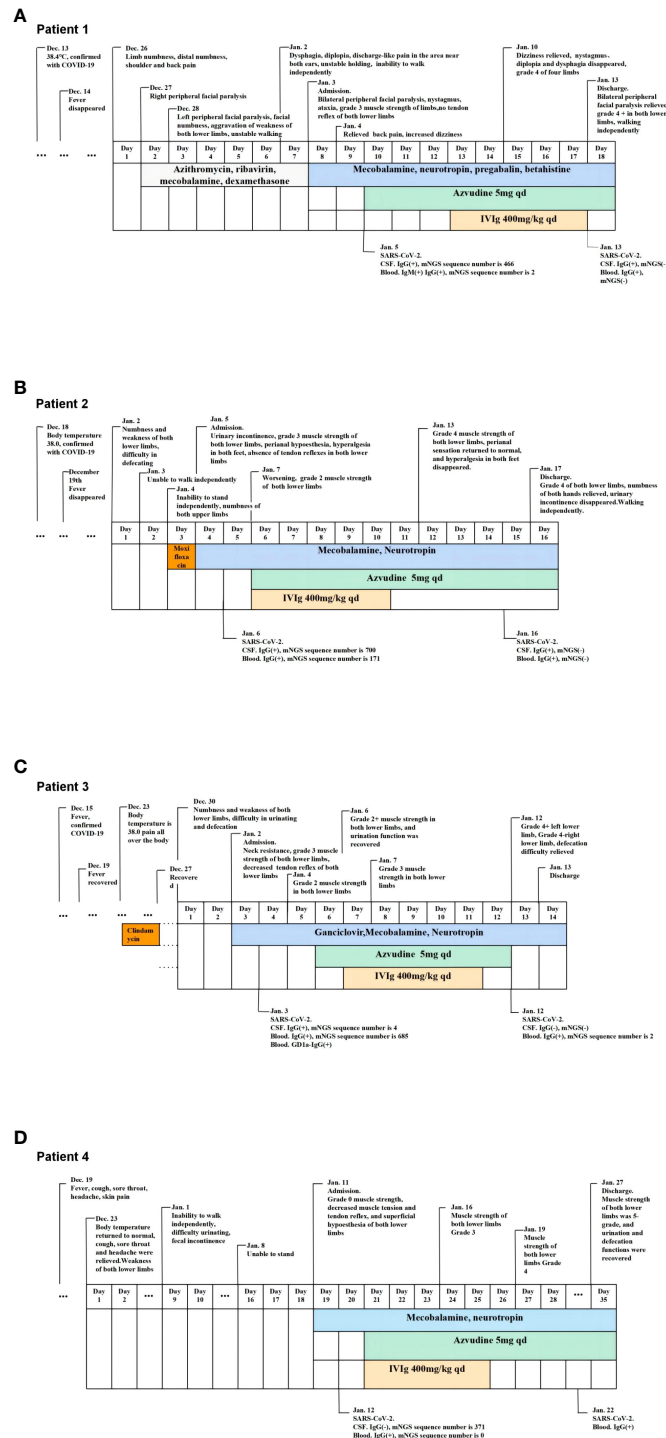 A
Patient 1
Dec. 13
38.4°C, confirmed
with COVID-19
Dec. 14
Fever
disappeared
Dec. 26
Limb numbness, distal numbness,
shoulder and back pain
Dec. 27
Right peripheral facial paralysis
Dec. 28
Left peripheral facial paralysis, facial
numbness, aggravation of weakness of
both lower limbs, unstable walking
Jan. 2
Dysphagia, diplopia, discharge-like pain in the area near
both ears, unstable holding, inability to walk
independently
Jan. 3
Admission.
Bilateral peripheral facial paralysis, nystagmus,
ataxia, grade 3 muscle strength of limbs,no tendon
reflex of both lower limbs
Jan. 4
Relieved back pain, increased dizziness
Jan. 10
Dizziness relieved, nystagmus-
diplopia and dysphagia disappeared,
grade 4 of four limbs
Jan. 13
Discharge.
Bilateral peripheral
facial paralysis relieved
grade 4 + in both lower
limbs, walking
independently
... ... ...
Day 1 Day 2 Day 3 Day 4 Day 5 Day 6 Day 7 Day 8 Day 9 Day 10 Day 11 Day 12 Day 13 Day 14 Day 15 Day 16 Day 17 Day 18
Azithromycin, ribavirin,
mecobalamine, dexamethasone
Mecobalamine, neurotropin, pregabalin, betahistine
Azvudine 5mg qd
IVIg 400mg/kg qd
Jan. 5
SARS-CoV-2.
CSF. IgG(+), mNGS sequence number is 466
Blood. IgM(+) IgG(+), mNGS sequence number is 2
Jan. 13
SARS-CoV-2.
CSF. IgG(+), mNGS(-)
Blood. IgG(+),
mNGS(-)
B
Patient 2
Dec. 18
Body temperature
38.0, confirmed
with COVID-19
December
19th
Fever
disappeared
Jan. 2
Numbness and
weakness of both
lower limbs,
difficulty in
defecating
Jan. 3
Unable to walk independently
Jan. 4
Inability to stand
independently, numbness of
both upper limbs
Jan. 5
Admission.
Urinary incontinence, grade 3 muscle strength of
both lower limbs, perianal hypoesthesia, hyperalgesia
in both feet, absence of tendon reflexes in both lower
limbs
Jan. 7
Worsening, grade 2 muscle
strength of both lower limbs
Jan. 13
Grade 4 muscle strength of
both lower limbs, perianal
sensation returned to normal,
and hyperalgesia in both feet
disappeared.
Jan. 17
Discharge.
Grade 4 of both lower limbs, numbness
of both hands relieved, urinary
incontinence disappeared.Walking
independently.
... ... ...
Day 1 Day 2 Day 3 Day 4 Day 5 Day 6 Day 7 Day 8 Day 9 Day 10 Day 11 Day 12 Day 13 Day 14 Day 15 Day 16
Moxi
floxa
cin
Mecobalamine, Neurotropin
Azvudine 5mg qd
IVIg 400mg/kg qd
Jan. 6
SARS-CoV-2.
CSF. IgG(+), mNGS sequence number is 700
Blood. IgG(+), mNGS sequence number is 171
Jan. 16
SARS-CoV-2.
CSF. IgG(+), mNGS(-)
Blood. IgG(+), mNGS(-)
C
Patient 3
Dec. 15
Fever,
confirmed
COVID-19
Dec. 19
Fever
recovered
Dec. 23
Body
temperature is
38.0 pain all
over the body
Dec. 27
Recovere
d
Dec. 30
Numbness and weakness of both
lower limbs, difficulty in urinating
and defecation
Jan. 2
Admission.
Neck resistance, grade 3 muscle
strength of both lower limbs,
decreased tendon reflex of both
lower limbs
Jan. 4
Grade 2 muscle strength
in both lower limbs
Jan. 6
Grade 2+ muscle strength in
both lower limbs, and
urination function was
recovered
Jan. 7
Grade 3 muscle
strength in both lower
limbs
Jan. 12
Grade 4+ left lower
limb, Grade 4-right
lower limb, defecation
difficulty relieved
Jan. 13
Discharge
... ... ... ...
Day 1 Day 2 Day 3 Day 4 Day 5 Day 6 Day 7 Day 8 Day 9 Day 10 Day 11 Day 12 Day 13 Day 14
Clindam
ycin
Ganciclovir,Mecobalamine, Neurotropin
Azvudine 5mg qd
IVIg 400mg/kg qd
Jan. 3
SARS-CoV-2.
CSF. IgG(+), mNGS sequence number is 4
Blood. IgG(+), mNGS sequence number is 685
Blood. GD1a-IgG(+)
Jan. 12
SARS-CoV-2.
CSF. IgG(-), mNGS(-)
Blood. IgG(+), mNGS sequence number is 2
D
Patient 4
Dec. 19
Fever, cough, sore throat,
headache, skin pain
Dec. 23
Body temperature
returned to normal,
cough, sore throat
and headache were
relieved.Weakness
of both lower limbs
Jan. 1
Inability to walk
independently,
difficulty urinating,
fecal incontinence
Jan. 8
Unable to stand
Jan. 11
Admission.
Grade 0 muscle strength,
decreased muscle tension and
tendon reflex, and superficial
hypoesthesia of both lower
limbs
Jan. 16
Muscle strength of
both lower limbs
Grade 3
Jan. 19
Muscle
strength of
both lower
limbs Grade
4
Jan. 27
Discharge.
Muscle strength
of both lower
limbs was 5-
grade, and
urination and
defecation
functions were
recovered
...
Day 1 Day 2 ... Day 9 Day 10 ... Day 16 Day 17 Day 18 Day 19 Day 20 Day 21 Day 22 Day 23 Day 24 Day 25 Day 26 Day 27 Day 28 ... Day 35
Mecobalamine, neurotropin
Azvudine 5mg qd
IVIg 400mg/kg qd
Jan. 12
SARS-CoV-2.
CSF. IgG(-), mNGS sequence number is 371
Blood. IgG(+), mNGS sequence number is 0
Jan. 22
SARS-CoV-2.
Blood. IgG(+)